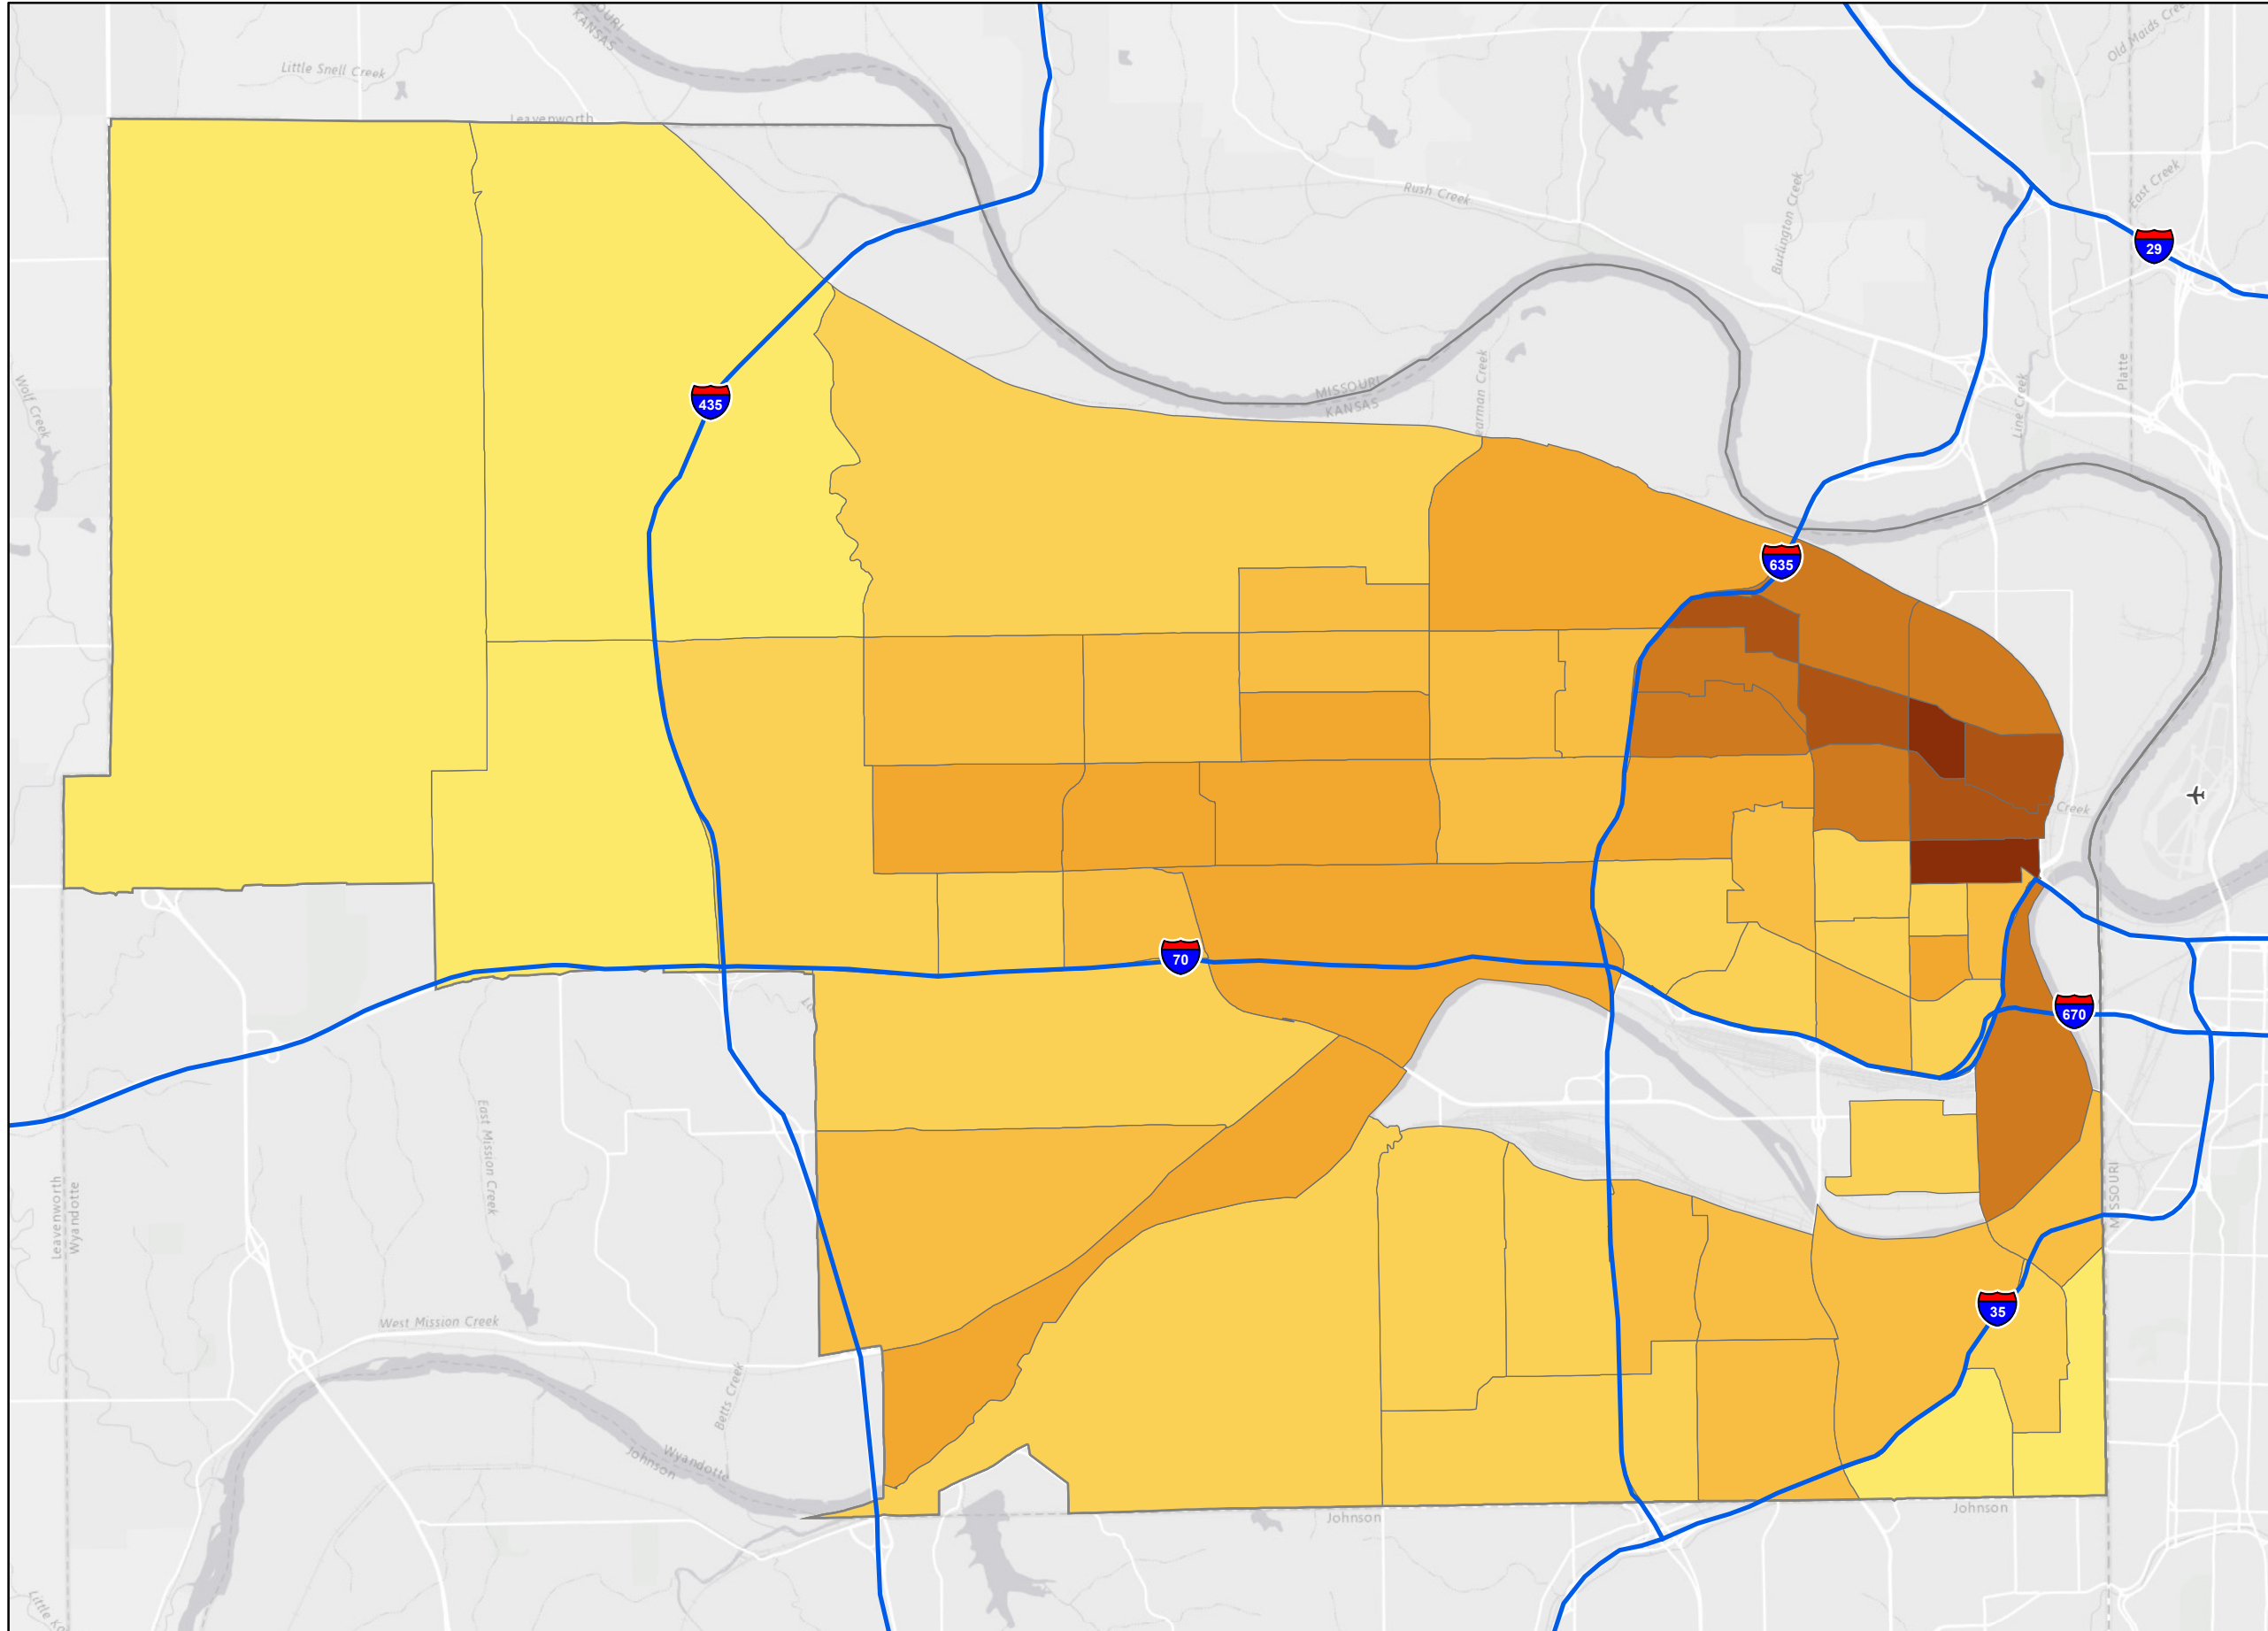 MISSOURI
KANSAS
Old Maids Creek
Little Snell Creek
Leavenworth
Rush Creek
East Creek
Burlington Creek
29
Platte
Line Creek
Wolf Creek
MISSOURI
KANSAS
435
635
Creek
70
670
East Mission Creek
Leavenworth
Wyandotte
MISSOURI
35
West Mission Creek
Betts Creek
Wyandotte
Johnson
Johnson
Johnson